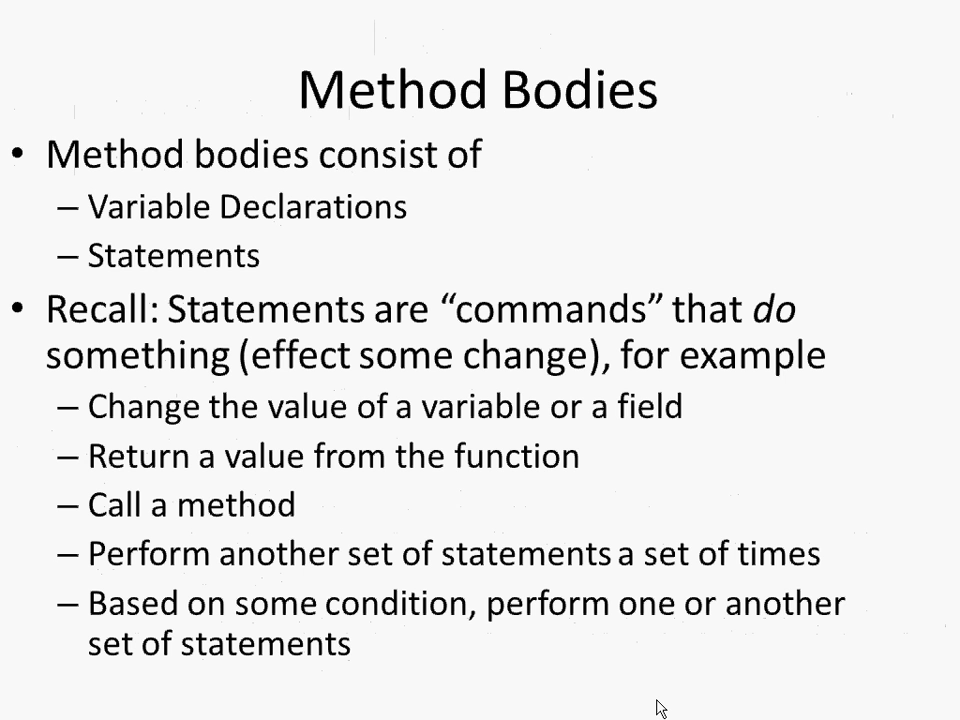 Method Bodies
• Method bodies consist of
– Variable Declarations
– Statements
• Recall: Statements are “commands” that do
something (effect some change), for example
– Change the value of a variable or a field
– Return a value from the function
– Call a method
– Perform another set of statements a set of times
– Based on some condition, perform one or another
set of statements